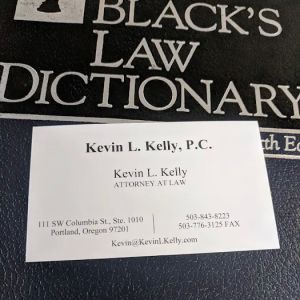 BLACK'S
LAW
DICTIONARY
Kevin L. Kelly, P.C.
Kevin L. Kelly
ATTORNEY AT LAW
111 SW Columbia St., Ste. 1010
Portland, Oregon 97201
503-843-8223
503-776-3125 FAX
Kevin@KevinLKelly.com